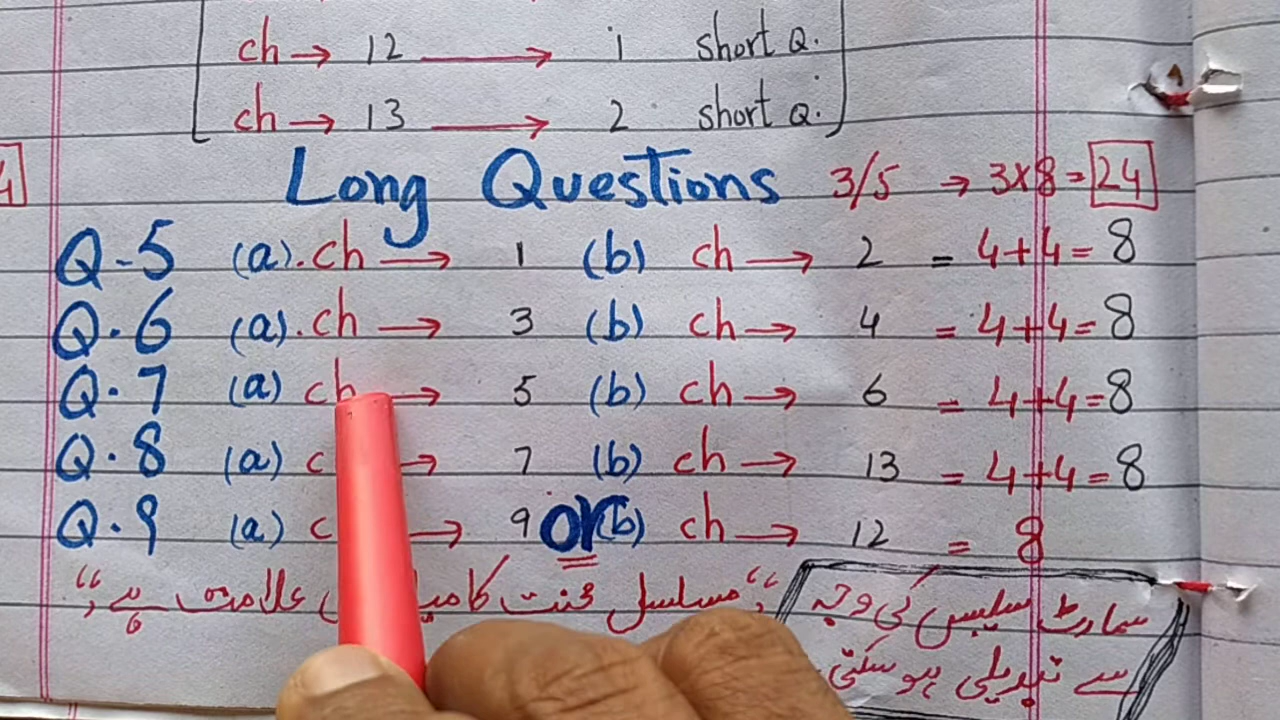 ch → 12 → 1 short Q.
ch → 13 → 2 short Q.
Long Questions 3/5 → 3×8=24
Q-5 (a). ch → 1 (b) ch → 2 = 4+4= 8
Q.6 (a). ch → 3 (b) ch → 4 = 4+4= 8
Q.7 (a) ch → 5 (b) ch → 6 = 4+4= 8
Q.8 (a) c → 7 (b) ch → 13 = 4+4= 8
Q.9 (a) c → 9 or (b) ch → 12 = 8
“مسلسل محنت کامیا علامت ہے”
سمارٹ سلیبس کی وجہ
سے تبدیلی ہو سکتی